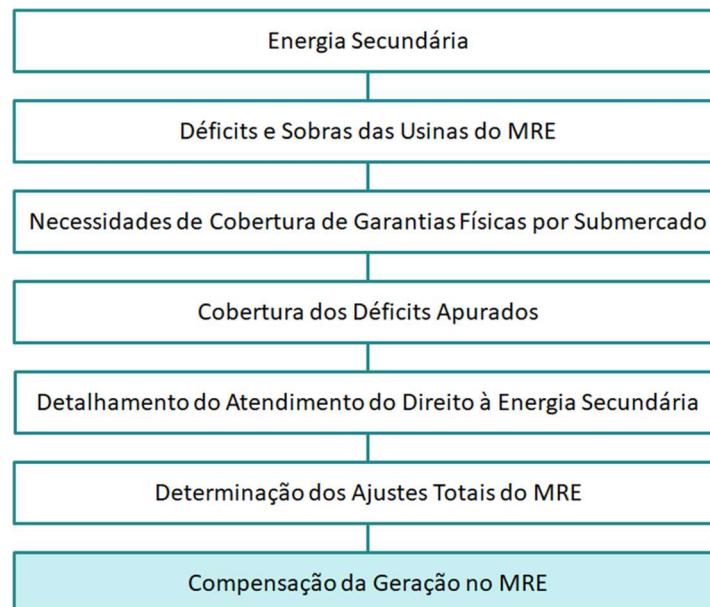 Energia Secundária
Déficits e Sobras das Usinas do MRE
Necessidades de Cobertura de Garantias Físicas por Submercado
Cobertura dos Déficits Apurados
Detalhamento do Atendimento do Direito à Energia Secundária
Determinação dos Ajustes Totais do MRE
Compensação da Geração no MRE